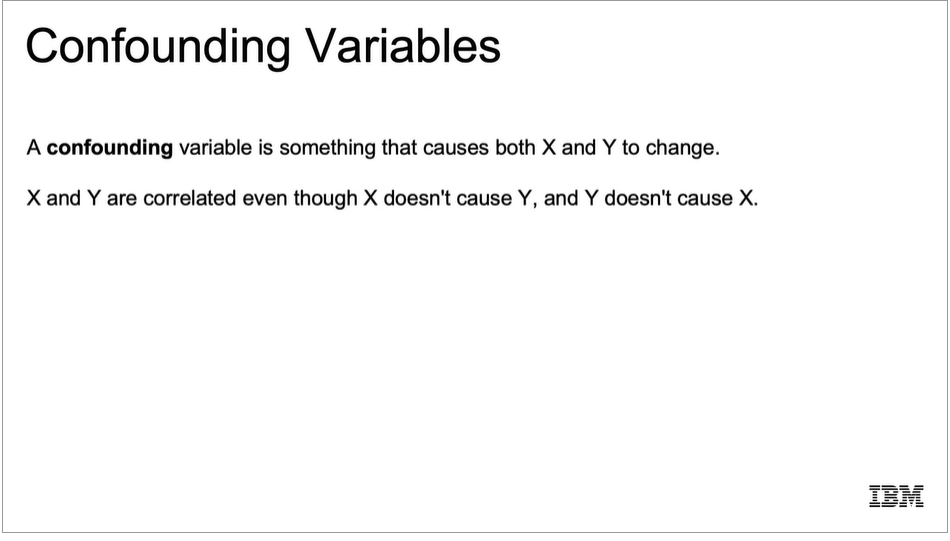 Confounding Variables
A confounding variable is something that causes both X and Y to change.
X and Y are correlated even though X doesn't cause Y, and Y doesn't cause X.
IBM